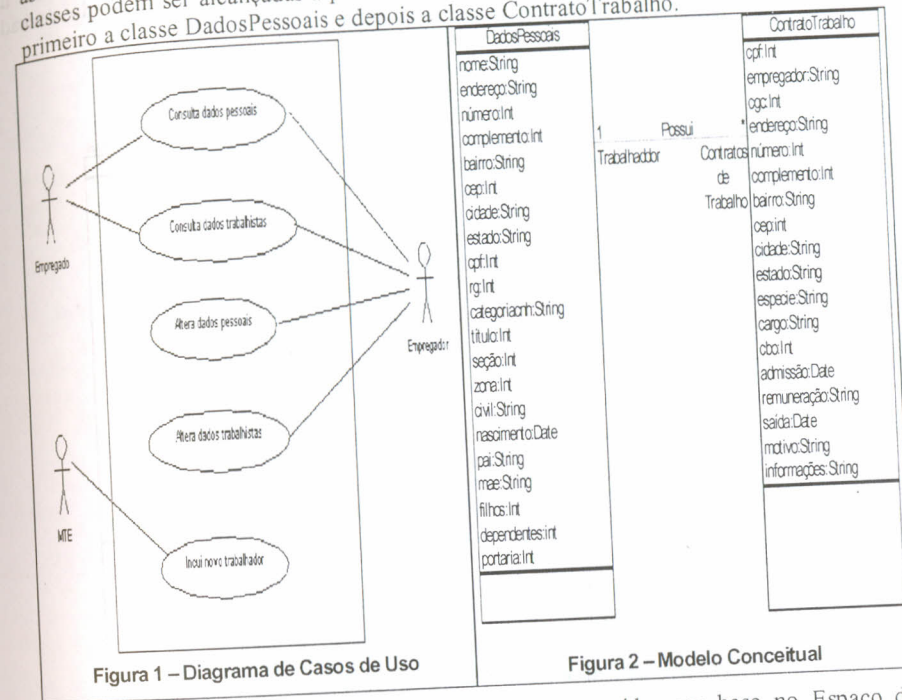 classes podem ser
primeiro a classe DadosPessoais e depois a classe ContratoTrabalho.
Consulta dados pessoais
Consulta dados trabalhistas
Altera dados pessoais
Altera dados trabalhistas
Inclui novo trabalhador
Empregado
MTE
Empregador
Figura 1 – Diagrama de Casos de Uso
DadosPessoais
nome:String
endereço:String
número:Int
complemento:Int
bairro:String
cep:Int
cidade:String
estado:String
cpf:Int
rg:Int
categoriacnh:String
título:Int
seção:Int
zona:Int
civil:String
nascimento:Date
pai:String
mae:String
filhos:Int
dependentes:int
portaria:Int
1 Possui *
Trabalhador
Contratos
de
Trabalho
ContratoTrabalho
cpf:Int
empregador:String
cgc:Int
endereço:String
número:Int
complemento:Int
bairro:String
cep:int
cidade:String
estado:String
especie:String
cargo:String
cbo:Int
admissão:Date
remuneração:String
saída:Date
motivo:String
informações:String
Figura 2 – Modelo Conceitual
base no Espaço